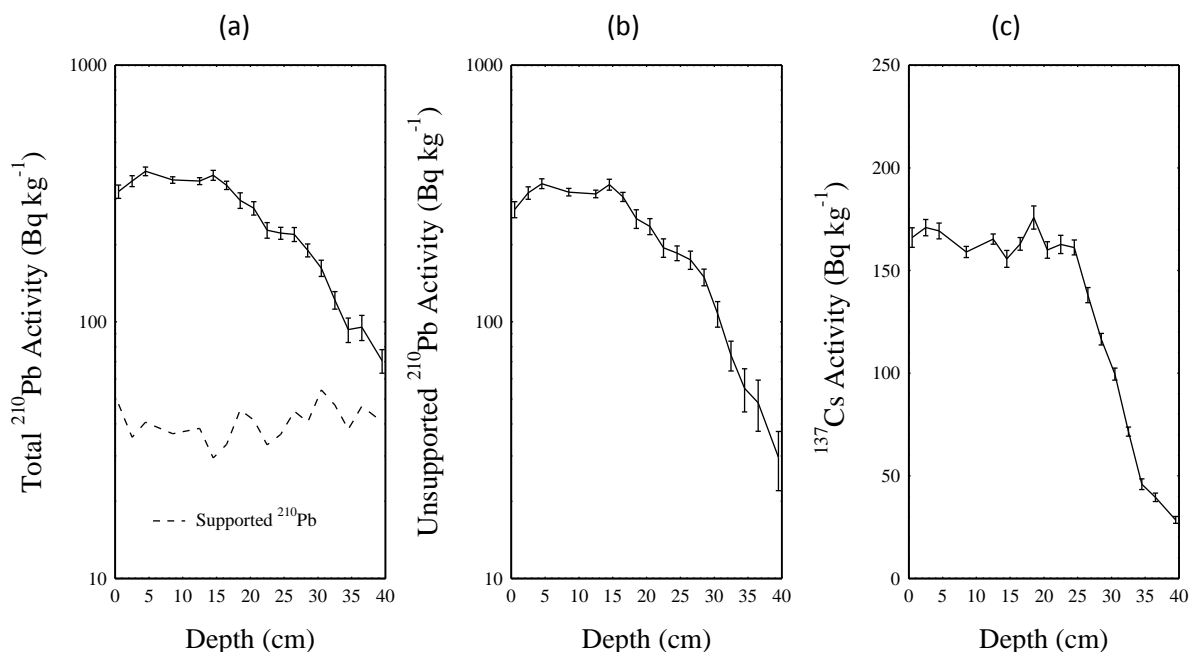 (a)
(b)
(c)
Total ²¹⁰Pb Activity (Bq kg⁻¹)
1000
100
10
Supported ²¹⁰Pb
0 5 10 15 20 25 30 35 40
Depth (cm)
Unsupported ²¹⁰Pb Activity (Bq kg⁻¹)
1000
100
10
0 5 10 15 20 25 30 35 40
Depth (cm)
¹³⁷Cs Activity (Bq kg⁻¹)
250
200
150
100
50
0
0 5 10 15 20 25 30 35 40
Depth (cm)